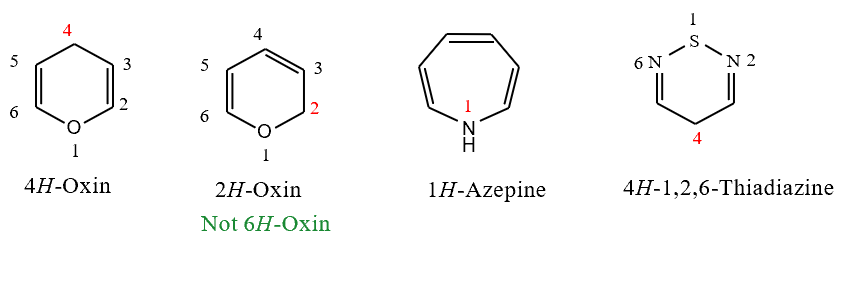 4
5
3
6
2
O
1
4H-Oxin
4
5
3
6
2
O
1
2H-Oxin
Not 6H-Oxin
1
N
H
1H-Azepine
1
S
6 N
N 2
4
4H-1,2,6-Thiadiazine